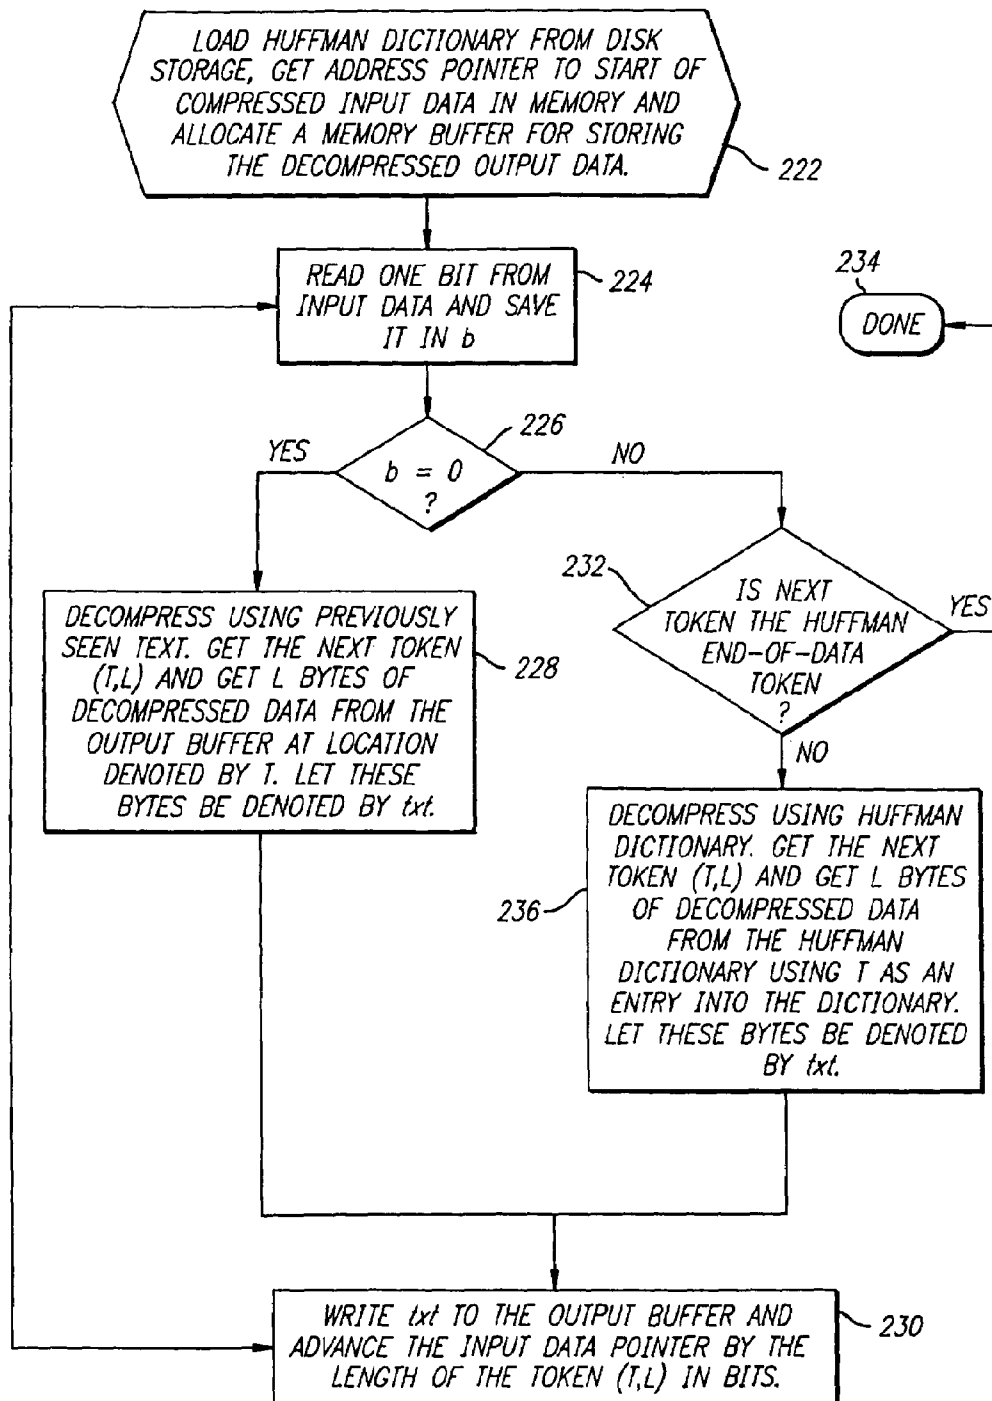 LOAD HUFFMAN DICTIONARY FROM DISK
STORAGE, GET ADDRESS POINTER TO START OF
COMPRESSED INPUT DATA IN MEMORY AND
ALLOCATE A MEMORY BUFFER FOR STORING
THE DECOMPRESSED OUTPUT DATA.
222
READ ONE BIT FROM
INPUT DATA AND SAVE
IT IN b
224
234
DONE
226
YES
b = 0
?
NO
232
IS NEXT
TOKEN THE HUFFMAN
END-OF-DATA
TOKEN
?
YES
NO
DECOMPRESS USING PREVIOUSLY
SEEN TEXT. GET THE NEXT TOKEN
(T,L) AND GET L BYTES OF
DECOMPRESSED DATA FROM THE
OUTPUT BUFFER AT LOCATION
DENOTED BY T. LET THESE
BYTES BE DENOTED BY txt.
228
DECOMPRESS USING HUFFMAN
DICTIONARY. GET THE NEXT
TOKEN (T,L) AND GET L BYTES
OF DECOMPRESSED DATA
FROM THE HUFFMAN
DICTIONARY USING T AS AN
ENTRY INTO THE DICTIONARY.
LET THESE BYTES BE DENOTED
BY txt.
236
WRITE txt TO THE OUTPUT BUFFER AND
ADVANCE THE INPUT DATA POINTER BY THE
LENGTH OF THE TOKEN (T,L) IN BITS.
230